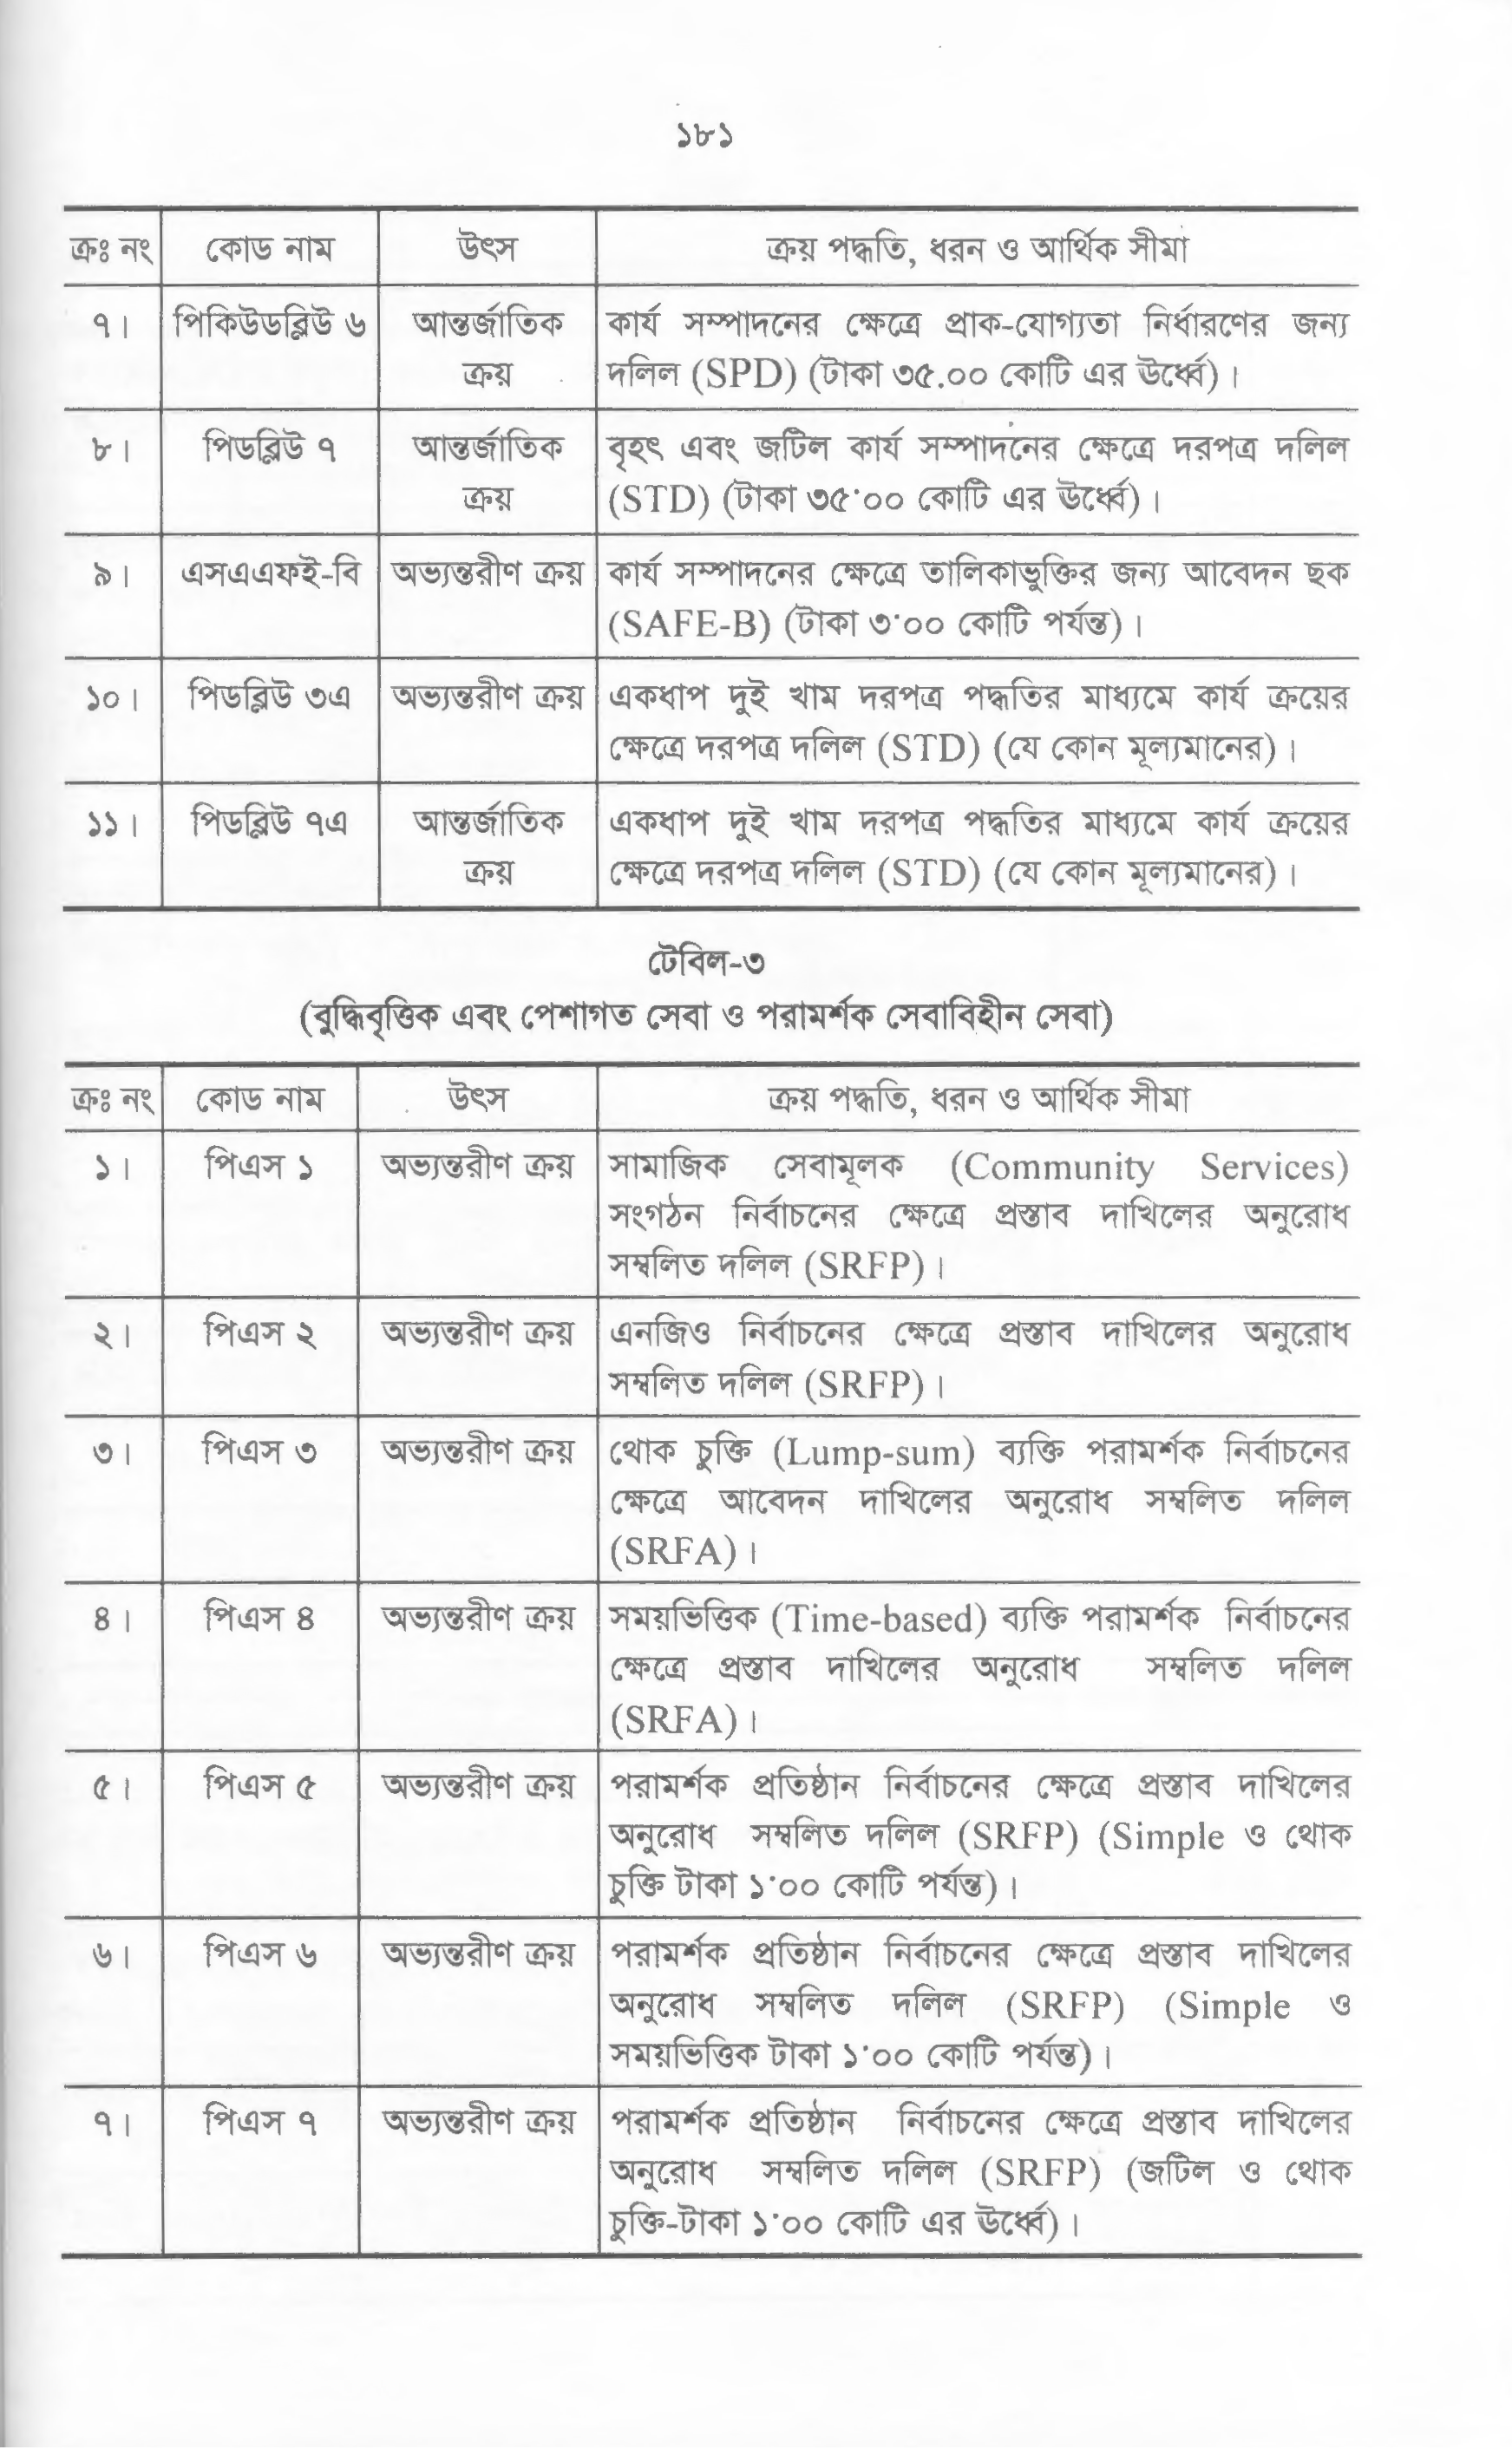 ১৮১
ক্রঃ নং কোড নাম উৎস ক্রয় পদ্ধতি, ধরন ও আর্থিক সীমা
৭। পিকিউডব্লিউ ৬ আন্তর্জাতিক কার্য সম্পাদনের ক্ষেত্রে প্রাক-যোগ্যতা নির্ধারণের জন্য
ক্রয় দলিল (SPD) (টাকা ৩৫.০০ কোটি এর ঊর্ধ্বে)।
৮। পিডব্লিউ ৭ আন্তর্জাতিক বৃহৎ এবং জটিল কার্য সম্পাদনের ক্ষেত্রে দরপত্র দলিল
ক্রয় (STD) (টাকা ৩৫·০০ কোটি এর ঊর্ধ্বে)।
৯। এসএএফই-বি অভ্যন্তরীণ ক্রয় কার্য সম্পাদনের ক্ষেত্রে তালিকাভুক্তির জন্য আবেদন ছক
(SAFE-B) (টাকা ৩·০০ কোটি পর্যন্ত)।
১০। পিডব্লিউ ৩এ অভ্যন্তরীণ ক্রয় একধাপ দুই খাম দরপত্র পদ্ধতির মাধ্যমে কার্য ক্রয়ের
ক্ষেত্রে দরপত্র দলিল (STD) (যে কোন মূল্যমানের)।
১১। পিডব্লিউ ৭এ আন্তর্জাতিক একধাপ দুই খাম দরপত্র পদ্ধতির মাধ্যমে কার্য ক্রয়ের
ক্রয় ক্ষেত্রে দরপত্র দলিল (STD) (যে কোন মূল্যমানের)।
টেবিল-৩
(বুদ্ধিবৃত্তিক এবং পেশাগত সেবা ও পরামর্শক সেবাবিহীন সেবা)
ক্রঃ নং কোড নাম উৎস ক্রয় পদ্ধতি, ধরন ও আর্থিক সীমা
১। পিএস ১ অভ্যন্তরীণ ক্রয় সামাজিক সেবামূলক (Community Services)
সংগঠন নির্বাচনের ক্ষেত্রে প্রস্তাব দাখিলের অনুরোধ
সম্বলিত দলিল (SRFP)।
২। পিএস ২ অভ্যন্তরীণ ক্রয় এনজিও নির্বাচনের ক্ষেত্রে প্রস্তাব দাখিলের অনুরোধ
সম্বলিত দলিল (SRFP)।
৩। পিএস ৩ অভ্যন্তরীণ ক্রয় থোক চুক্তি (Lump-sum) ব্যক্তি পরামর্শক নির্বাচনের
ক্ষেত্রে আবেদন দাখিলের অনুরোধ সম্বলিত দলিল
(SRFA)।
৪। পিএস ৪ অভ্যন্তরীণ ক্রয় সময়ভিত্তিক (Time-based) ব্যক্তি পরামর্শক নির্বাচনের
ক্ষেত্রে প্রস্তাব দাখিলের অনুরোধ সম্বলিত দলিল
(SRFA)।
৫। পিএস ৫ অভ্যন্তরীণ ক্রয় পরামর্শক প্রতিষ্ঠান নির্বাচনের ক্ষেত্রে প্রস্তাব দাখিলের
অনুরোধ সম্বলিত দলিল (SRFP) (Simple ও থোক
চুক্তি টাকা ১·০০ কোটি পর্যন্ত)।
৬। পিএস ৬ অভ্যন্তরীণ ক্রয় পরামর্শক প্রতিষ্ঠান নির্বাচনের ক্ষেত্রে প্রস্তাব দাখিলের
অনুরোধ সম্বলিত দলিল (SRFP) (Simple ও
সময়ভিত্তিক টাকা ১·০০ কোটি পর্যন্ত)।
৭। পিএস ৭ অভ্যন্তরীণ ক্রয় পরামর্শক প্রতিষ্ঠান নির্বাচনের ক্ষেত্রে প্রস্তাব দাখিলের
অনুরোধ সম্বলিত দলিল (SRFP) (জটিল ও থোক
চুক্তি-টাকা ১·০০ কোটি এর ঊর্ধ্বে)।